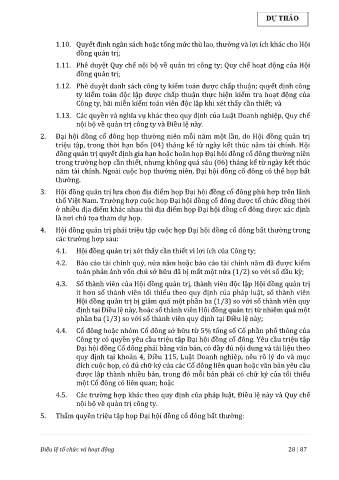 DỰ THẢO
1.10. Quyết định ngân sách hoặc tổng mức thù lao, thưởng và lợi ích khác cho Hội
đồng quản trị;
1.11. Phê duyệt Quy chế nội bộ về quản trị công ty; Quy chế hoạt động của Hội
đồng quản trị;
1.12. Phê duyệt danh sách công ty kiểm toán được chấp thuận; quyết định công
ty kiểm toán độc lập được chấp thuận thực hiện kiểm tra hoạt động của
Công ty, bãi miễn kiểm toán viên độc lập khi xét thấy cần thiết; và
1.13. Các quyền và nghĩa vụ khác theo quy định của Luật Doanh nghiệp, Quy chế
nội bộ về quản trị công ty và Điều lệ này.
2. Đại hội đồng cổ đông họp thường niên mỗi năm một lần, do Hội đồng quản trị
triệu tập, trong thời hạn bốn (04) tháng kể từ ngày kết thúc năm tài chính. Hội
đồng quản trị quyết định gia hạn hoặc hoãn họp Đại hội đồng cổ đông thường niên
trong trường hợp cần thiết, nhưng không quá sáu (06) tháng kể từ ngày kết thúc
năm tài chính. Ngoài cuộc họp thường niên, Đại hội đồng cổ đông có thể họp bất
thường.
3. Hội đồng quản trị lựa chọn địa điểm họp Đại hội đồng cổ đông phù hợp trên lãnh
thổ Việt Nam. Trường hợp cuộc họp Đại hội đồng cổ đông được tổ chức đồng thời
ở nhiều địa điểm khác nhau thì địa điểm họp Đại hội đồng cổ đông được xác định
là nơi chủ tọa tham dự họp.
4. Hội đồng quản trị phải triệu tập cuộc họp Đại hội đồng cổ đông bất thường trong
các trường hợp sau:
4.1. Hội đồng quản trị xét thấy cần thiết vì lợi ích của Công ty;
4.2. Báo cáo tài chính quý, nửa năm hoặc báo cáo tài chính năm đã được kiểm
toán phản ánh vốn chủ sở hữu đã bị mất một nửa (1/2) so với số đầu kỳ;
4.3. Số thành viên của Hội đồng quản trị, thành viên độc lập Hội đồng quản trị
ít hơn số thành viên tối thiểu theo quy định của pháp luật, số thành viên
Hội đồng quản trị bị giảm quá một phần ba (1/3) so với số thành viên quy
định tại Điều lệ này, hoặc số thành viên Hội đồng quản trị từ nhiệm quá một
phần ba (1/3) so với số thành viên quy định tại Điều lệ này;
4.4. Cổ đông hoặc nhóm Cổ đông sở hữu từ 5% tổng số Cổ phần phổ thông của
Công ty có quyền yêu cầu triệu tập Đại hội đồng cổ đông. Yêu cầu triệu tập
Đại hội đồng Cổ đông phải bằng văn bản, có đầy đủ nội dung và tài liệu theo
quy định tại khoản 4, Điều 115, Luật Doanh nghiệp, nêu rõ lý do và mục
đích cuộc họp, có đủ chữ ký của các Cổ đông liên quan hoặc văn bản yêu cầu
được lập thành nhiều bản, trong đó mỗi bản phải có chữ ký của tối thiểu
một Cổ đông liên quan; hoặc
4.5. Các trường hợp khác theo quy định của pháp luật, Điều lệ này và Quy chế
nội bộ về quản trị công ty.
5. Thẩm quyền triệu tập họp Đại hội đồng cổ đông bất thường:
Điều lệ tổ chức và hoạt động 28 | 87